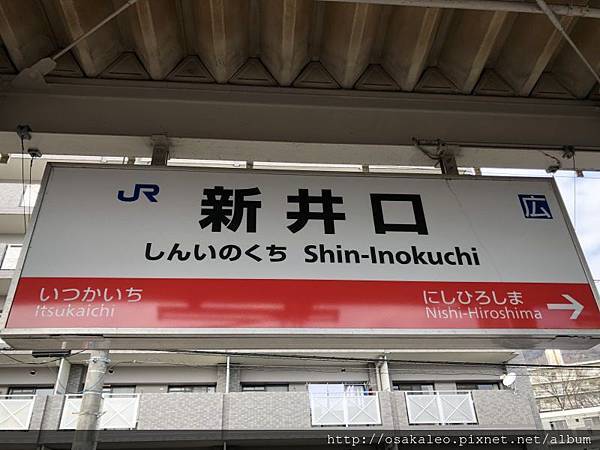 JR 新井口 広
しんいのくち Shin-Inokuchi
いつかいち にしひろしま →
Itsukaichi Nishi-Hiroshima
http://osakaleo.pixnet.net/album